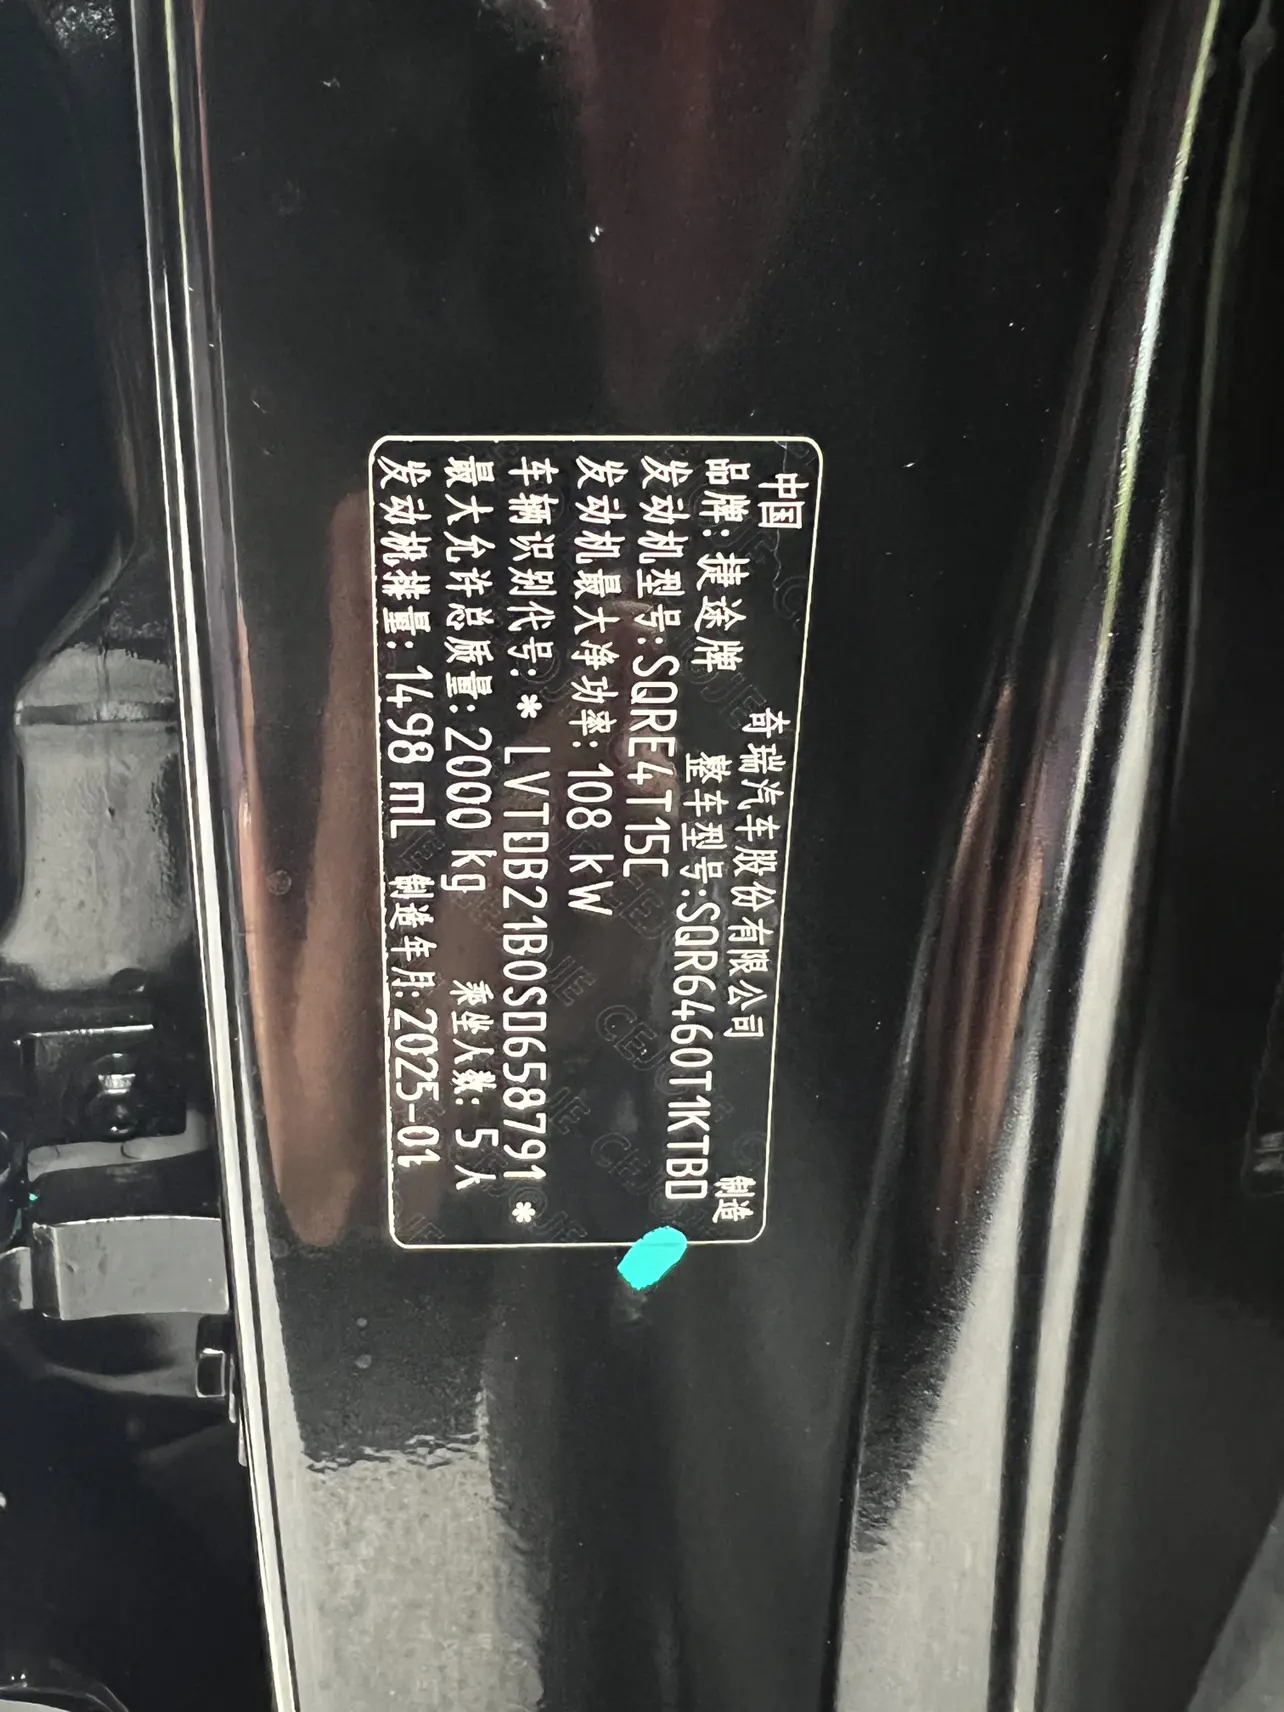 中国 奇瑞汽车股份有限公司 制造
品牌: 捷途牌 整车型号:SQR6460T1KTBD
发动机型号:SQRE4T15C
发动机最大净功率: 108 kW
车辆识别代号: * LVTDB21B0SD658791 *
最大允许总质量: 2000 kg 乘坐人数: 5 人
发动机排量: 1498 mL 制造年月: 2025-01